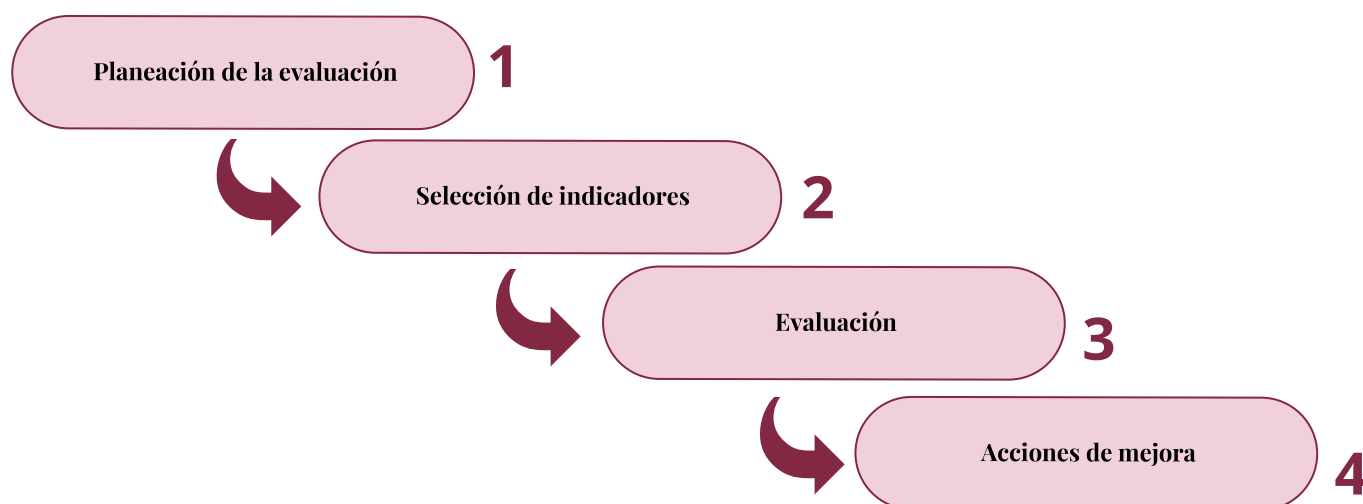 Planeación de la evaluación
1
Selección de indicadores
2
Evaluación
3
Acciones de mejora
4